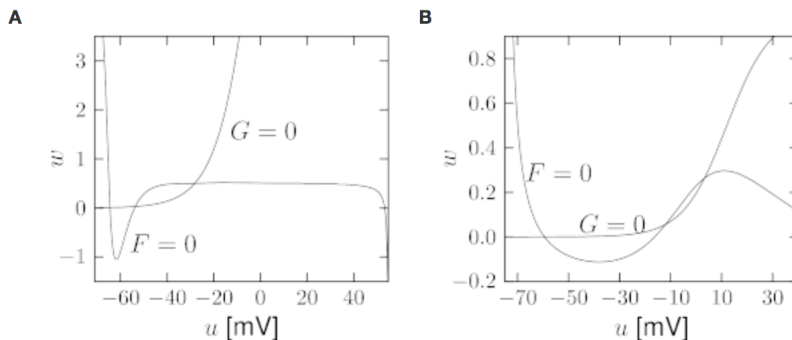 A
B
3
2
1
0
−1
w
G = 0
F = 0
−60
−40
−20
0
20
40
u [mV]
0.8
0.6
0.4
0.2
0.0
−0.2
w
F = 0
G = 0
−70
−50
−30
−10
10
30
u [mV]